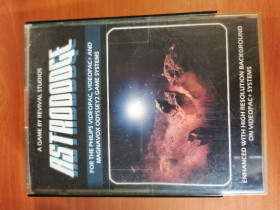 A GAME BY REVIVAL STUDIOS
ASTRODODGE
FOR THE PHILIPS VIDEOPAC, VIDEOPAC+ AND
MAGNAVOX ODYSSEY2 GAME SYSTEMS
ENHANCED WITH HIGH RESOLUTION BACKGROUND
ON VIDEOPAC+ SYSTEMS